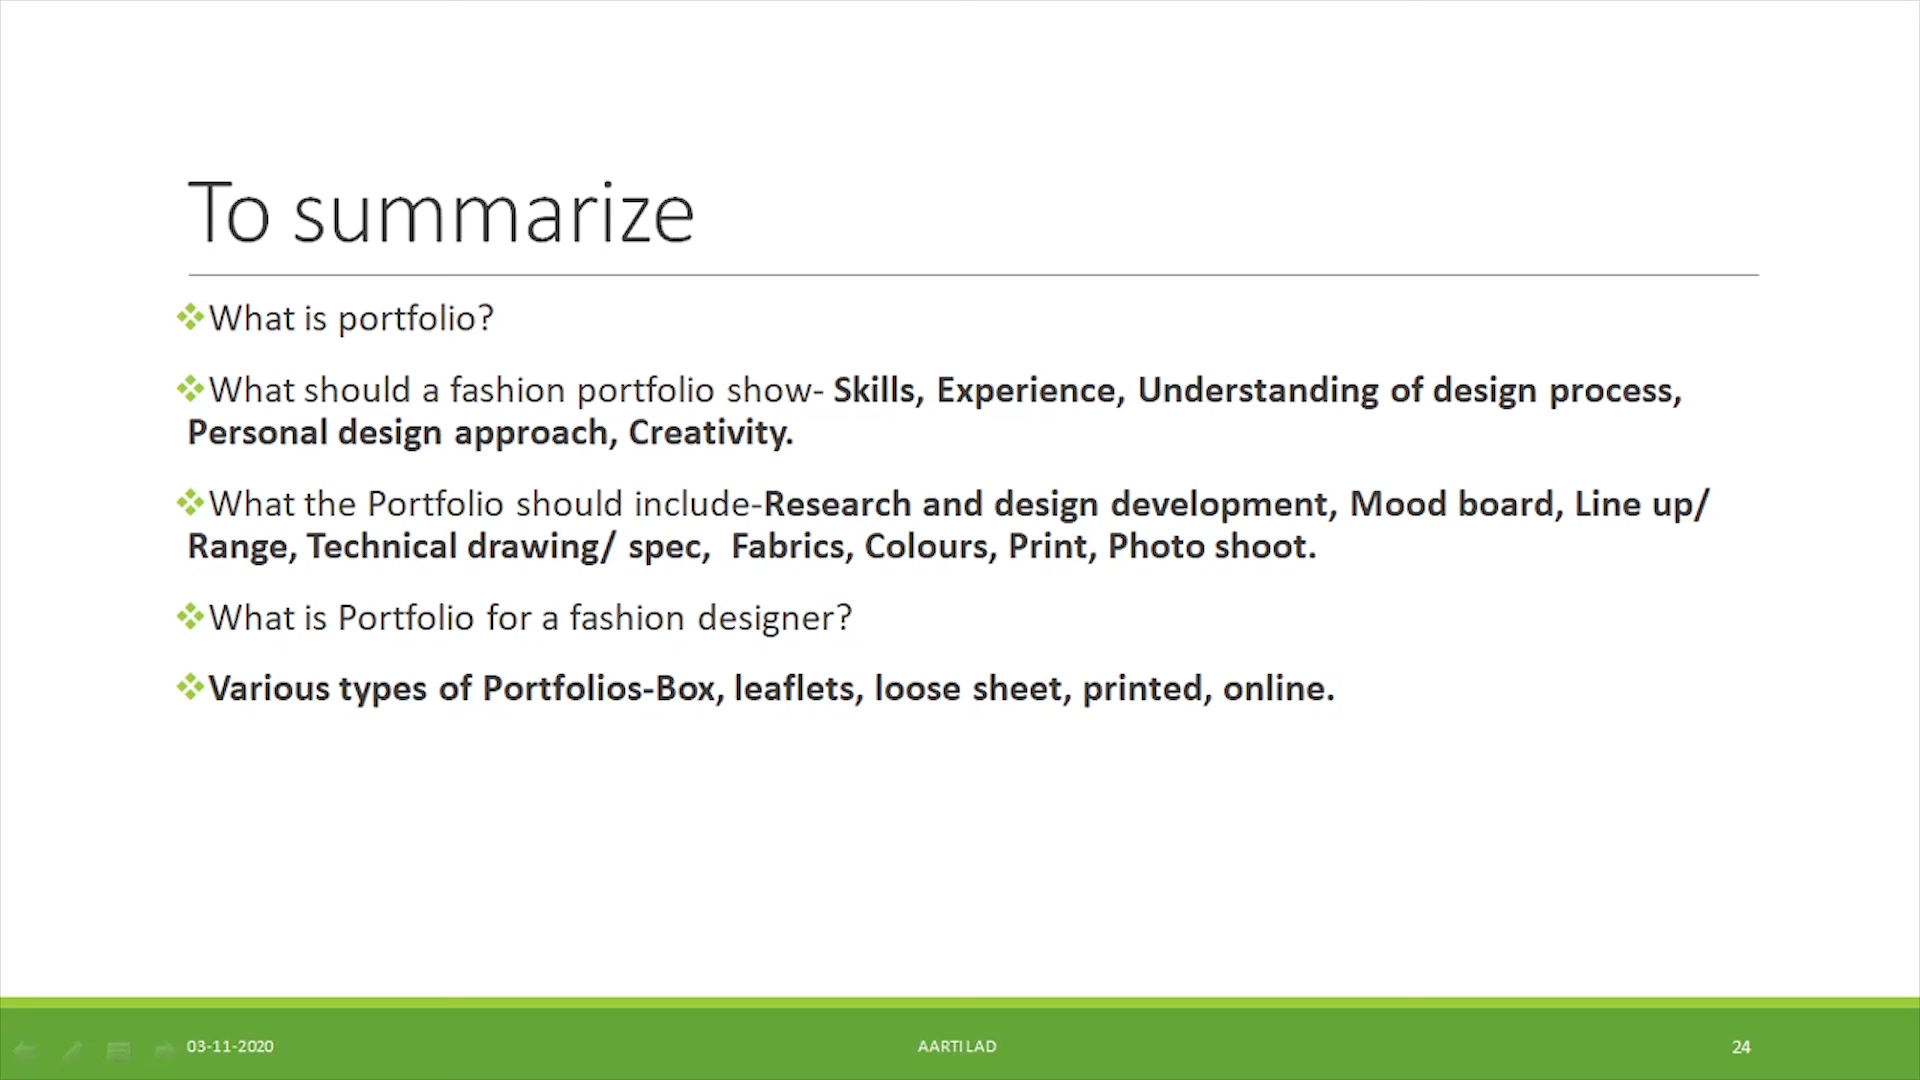 To summarize
What is portfolio?
What should a fashion portfolio show- Skills, Experience, Understanding of design process,
Personal design approach, Creativity.
What the Portfolio should include-Research and design development, Mood board, Line up/
Range, Technical drawing/ spec,  Fabrics, Colours, Print, Photo shoot.
What is Portfolio for a fashion designer?
Various types of Portfolios-Box, leaflets, loose sheet, printed, online.
03-11-2020
AARTI LAD
24